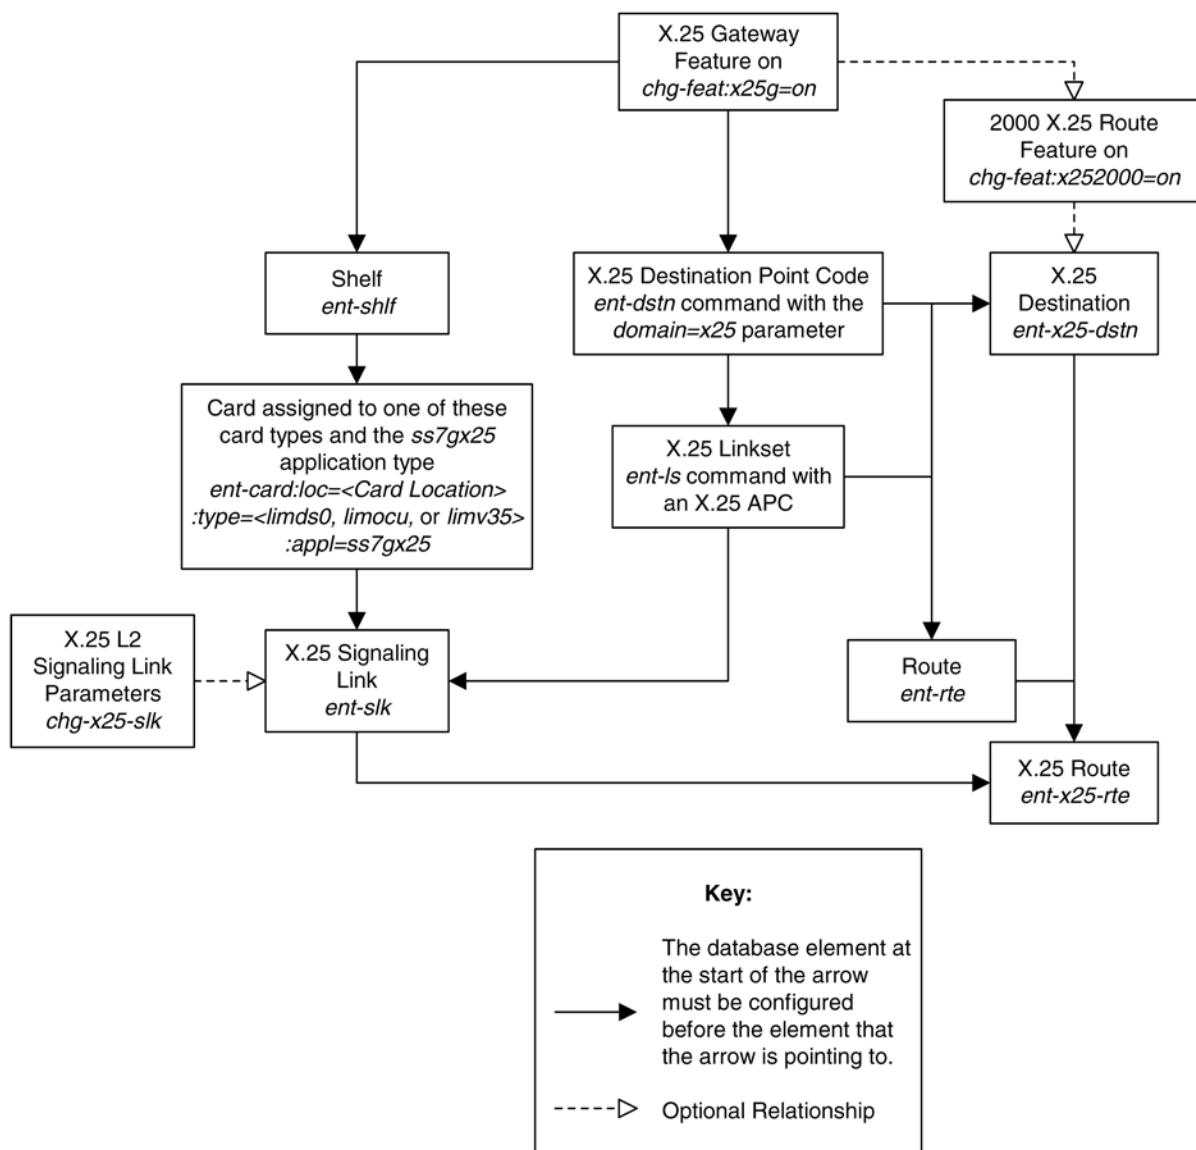 X.25 Gateway
Feature on
chg-feat:x25g=on
2000 X.25 Route
Feature on
chg-feat:x252000=on
Shelf
ent-shlf
X.25 Destination Point Code
ent-dstn command with the
domain=x25 parameter
X.25
Destination
ent-x25-dstn
Card assigned to one of these
card types and the ss7gx25
application type
ent-card:loc=<Card Location>
:type=<limds0, limocu, or limv35>
:appl=ss7gx25
X.25 Linkset
ent-ls command with
an X.25 APC
X.25 L2
Signaling Link
Parameters
chg-x25-slk
X.25 Signaling
Link
ent-slk
Route
ent-rte
X.25 Route
ent-x25-rte
Key:
The database element at
the start of the arrow
must be configured
before the element that
the arrow is pointing to.
Optional Relationship